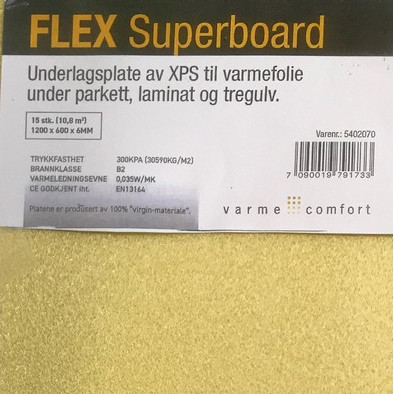 FLEX Superboard
Underlagsplate av XPS til varmefolie
under parkett, laminat og tregulv.
15 stk. (10,8 m²)
1200 x 600 x 6MM
Varenr.: 5402070
TRYKKFASTHET 300KPA (30590KG/M2)
BRANNKLASSE B2
VARMELEDNINGSEVNE 0,035W/MK
CE GODKJENT iht. EN13164
7 090019 791733
Platene er produsert av 100% "virgin-materiale".
varme comfort